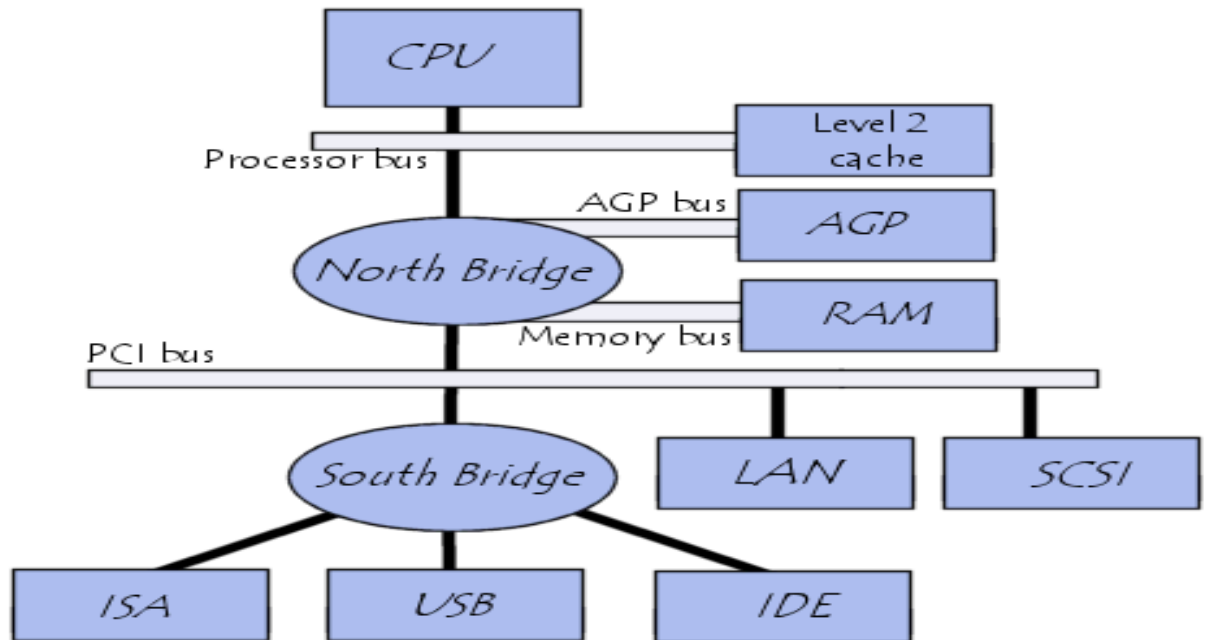 CPU
Level 2
cache
Processor bus
AGP bus
AGP
North Bridge
RAM
Memory bus
PCI bus
South Bridge
LAN
SCSI
ISA
USB
IDE